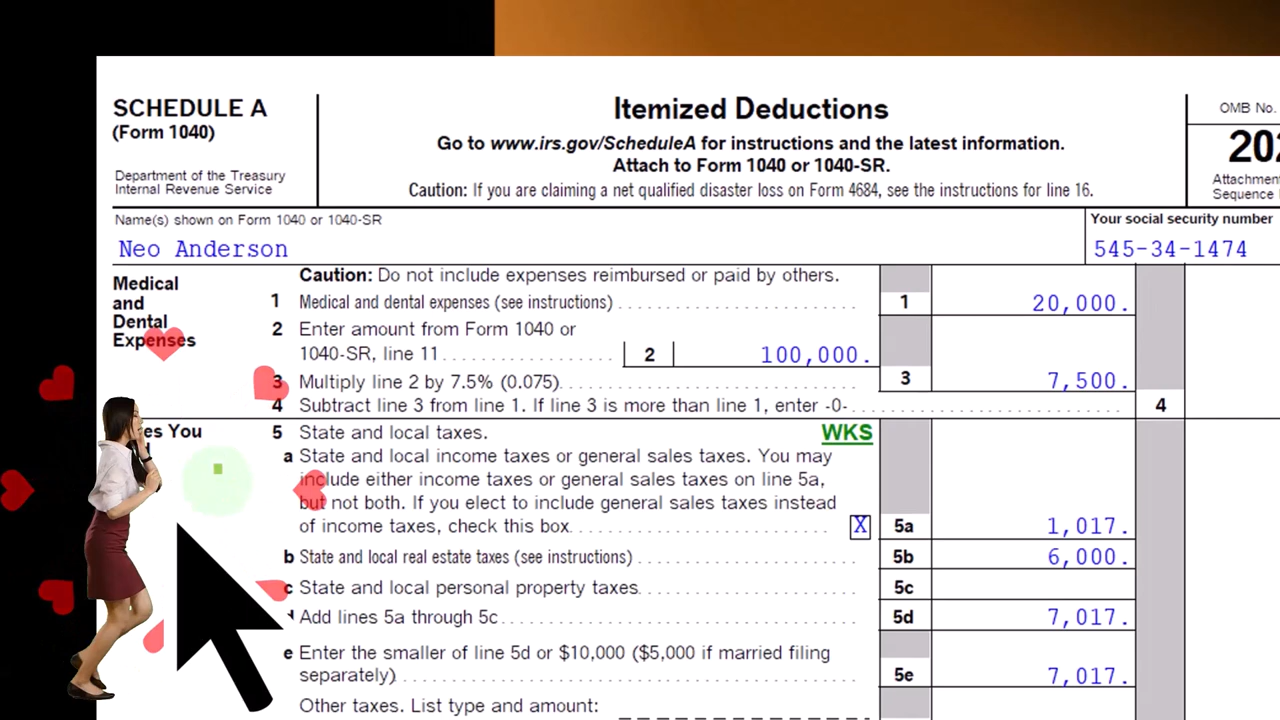 SCHEDULE A
(Form 1040)
Department of the Treasury
Internal Revenue Service
Itemized Deductions
Go to www.irs.gov/ScheduleA for instructions and the latest information.
Attach to Form 1040 or 1040-SR.
Caution: If you are claiming a net qualified disaster loss on Form 4684, see the instructions for line 16.
OMB No.
202
Attachment
Sequence
Name(s) shown on Form 1040 or 1040-SR
Neo Anderson
Your social security number
545-34-1474
Medical
and
Dental
Expenses
Caution: Do not include expenses reimbursed or paid by others.
1 Medical and dental expenses (see instructions) 1 20,000.
2 Enter amount from Form 1040 or
1040-SR, line 11 2 100,000.
3 Multiply line 2 by 7.5% (0.075) 3 7,500.
4 Subtract line 3 from line 1. If line 3 is more than line 1, enter -0- 4
es You
5 State and local taxes. WKS
a State and local income taxes or general sales taxes. You may
include either income taxes or general sales taxes on line 5a,
but not both. If you elect to include general sales taxes instead
of income taxes, check this box X 5a 1,017.
b State and local real estate taxes (see instructions) 5b 6,000.
c State and local personal property taxes 5c
Add lines 5a through 5c 5d 7,017.
e Enter the smaller of line 5d or $10,000 ($5,000 if married filing
separately) 5e 7,017.
Other taxes. List type and amount: